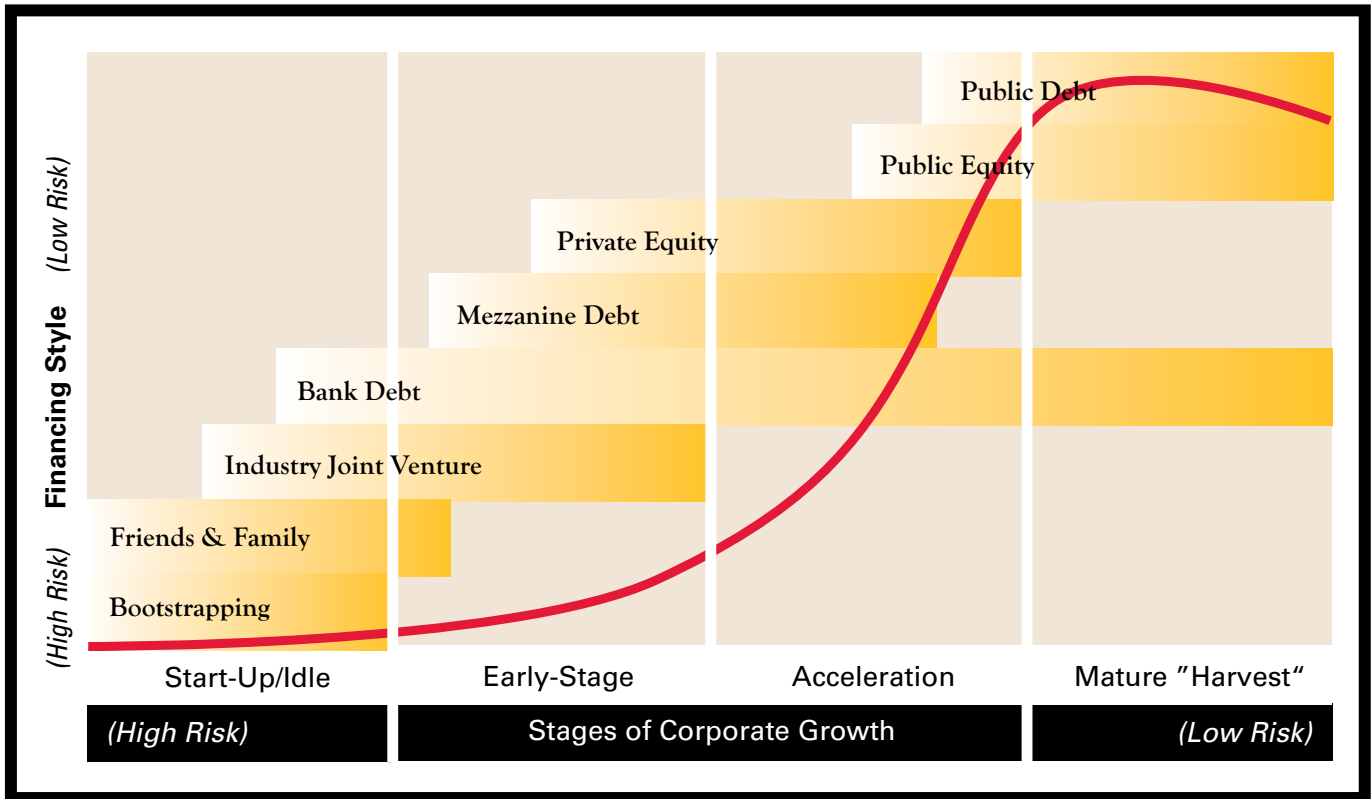 Public Debt
Public Equity
Private Equity
Mezzanine Debt
Bank Debt
Industry Joint Venture
Friends & Family
Bootstrapping
(High Risk) Financing Style (Low Risk)
Start-Up/Idle Early-Stage Acceleration Mature ”Harvest“
(High Risk) Stages of Corporate Growth (Low Risk)